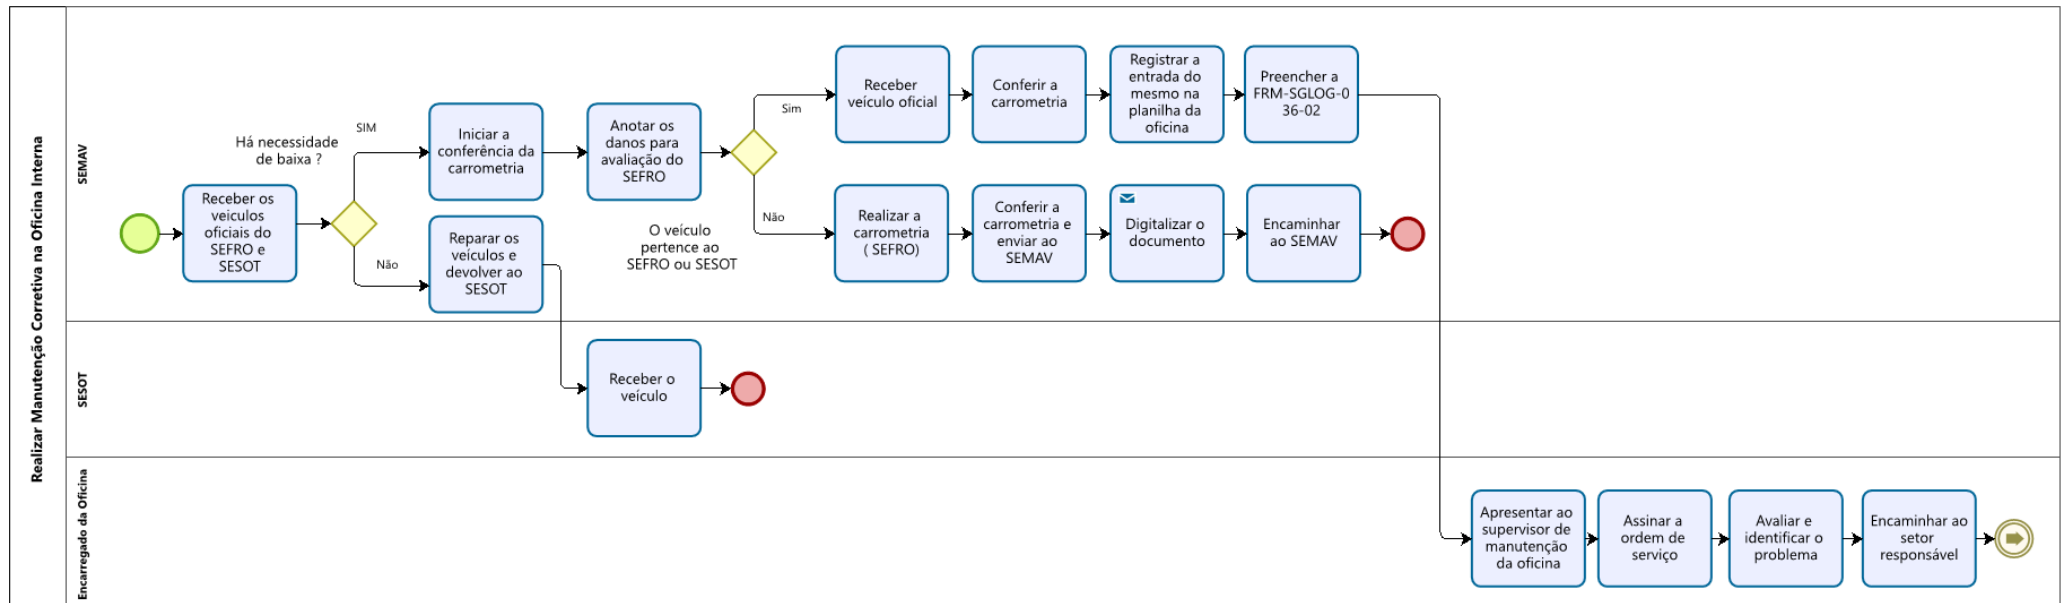 Realizar Manutenção Corretiva na Oficina Interna
SEMAV
Receber os
veiculos
oficiais do
SEFRO e
SESOT
Há necessidade
de baixa ?
SIM
Não
Iniciar a
conferência da
carrometria
Reparar os
veículos e
devolver ao
SESOT
Anotar os
danos para
avaliação do
SEFRO
O veículo
pertence ao
SEFRO ou SESOT
Sim
Não
Receber
veículo oficial
Conferir a
carrometria
Registrar a
entrada do
mesmo na
planilha da
oficina
Preencher a
FRM-SGLOG-0
36-02
Realizar a
carrometria
( SEFRO)
Conferir a
carrometria e
enviar ao
SEMAV
Digitalizar o
documento
Encaminhar
ao SEMAV
SESOT
Receber o
veículo
Encarregado da Oficina
Apresentar ao
supervisor de
manutenção
da oficina
Assinar a
ordem de
serviço
Avaliar e
identificar o
problema
Encaminhar ao
setor
responsável